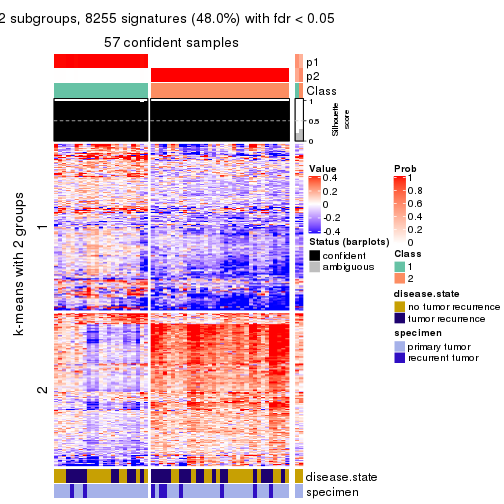 2 subgroups, 8255 signatures (48.0%) with fdr < 0.05
57 confident samples
p1
p2
Class
1
0.5
0
Silhouette
score
k-means with 2 groups
1
2
Value
0.4
0.2
0
-0.2
-0.4
Status (barplots)
confident
ambiguous
Prob
1
0.8
0.6
0.4
0.2
0
Class
1
2
disease.state
no tumor recurrence
tumor recurrence
specimen
primary tumor
recurrent tumor
disease.state
specimen